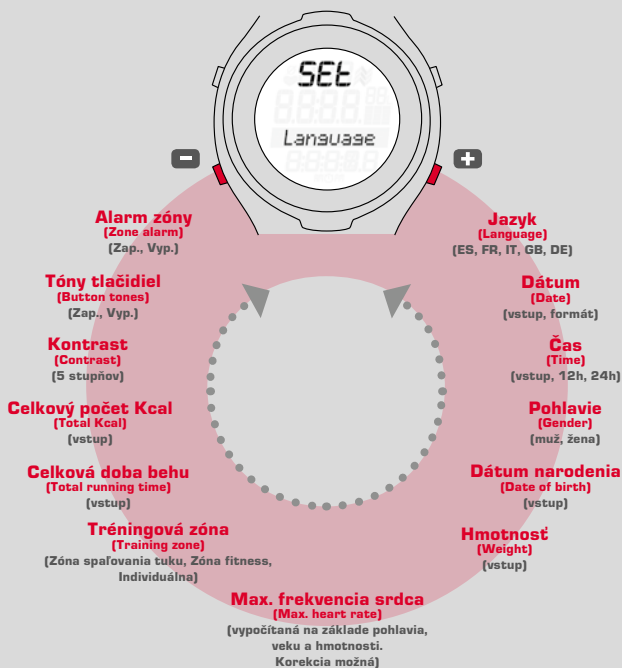 SEt
Language
−
+
Jazyk
(Language)
(ES, FR, IT, GB, DE)
Dátum
(Date)
(vstup, formát)
Čas
(Time)
(vstup, 12h, 24h)
Pohlavie
(Gender)
(muž, žena)
Dátum narodenia
(Date of birth)
(vstup)
Hmotnosť
(Weight)
(vstup)
Max. frekvencia srdca
(Max. heart rate)
(vypočítaná na základe pohlavia,
veku a hmotnosti.
Korekcia možná)
Tréningová zóna
(Training zone)
(Zóna spaľovania tuku, Zóna fitness,
Individuálna)
Celková doba behu
(Total running time)
(vstup)
Celkový počet Kcal
(Total Kcal)
(vstup)
Kontrast
(Contrast)
(5 stupňov)
Tóny tlačidiel
(Button tones)
(Zap., Vyp.)
Alarm zóny
(Zone alarm)
(Zap., Vyp.)